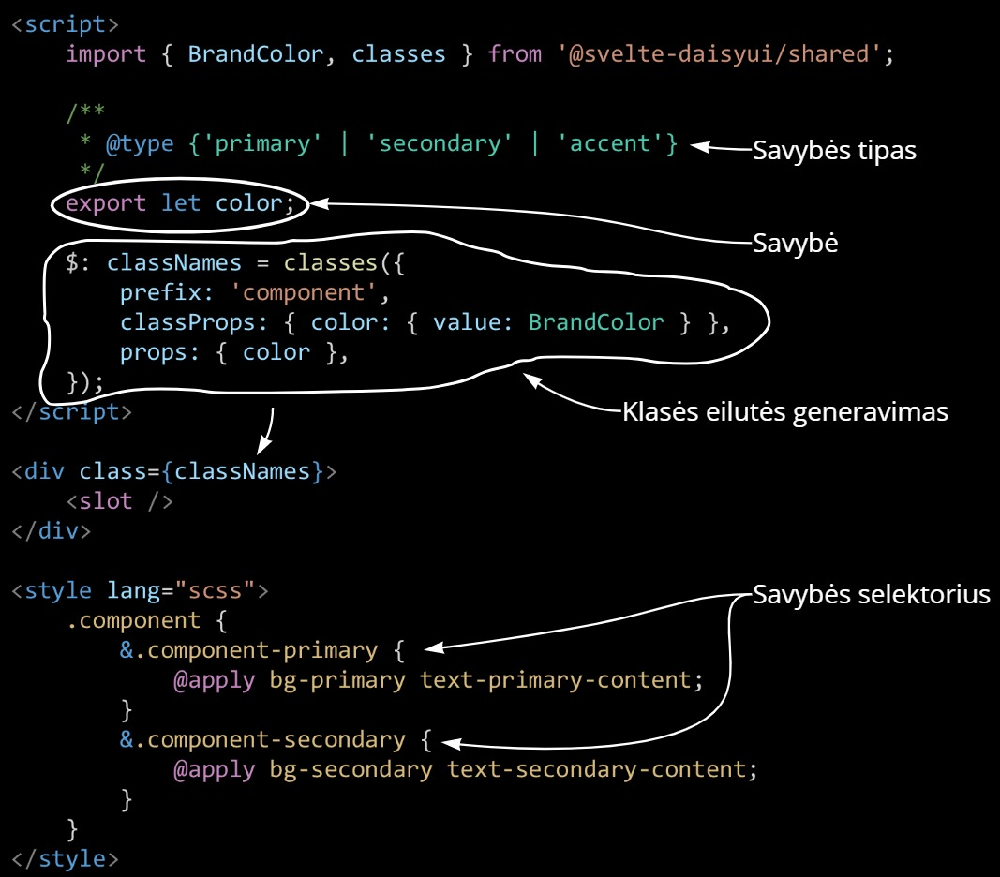 <script>
    import { BrandColor, classes } from '@svelte-daisyui/shared';
    /**
     * @type {'primary' | 'secondary' | 'accent'}
Savybės tipas
     */
    export let color;
Savybė
    $: classNames = classes({
        prefix: 'component',
        classProps: { color: { value: BrandColor } },
        props: { color },
    });
Klasės eilutės generavimas
</script>
<div class={classNames}>
    <slot />
</div>
<style lang="scss">
Savybės selektorius
    .component {
        &.component-primary {
            @apply bg-primary text-primary-content;
        }
        &.component-secondary {
            @apply bg-secondary text-secondary-content;
        }
    }
</style>